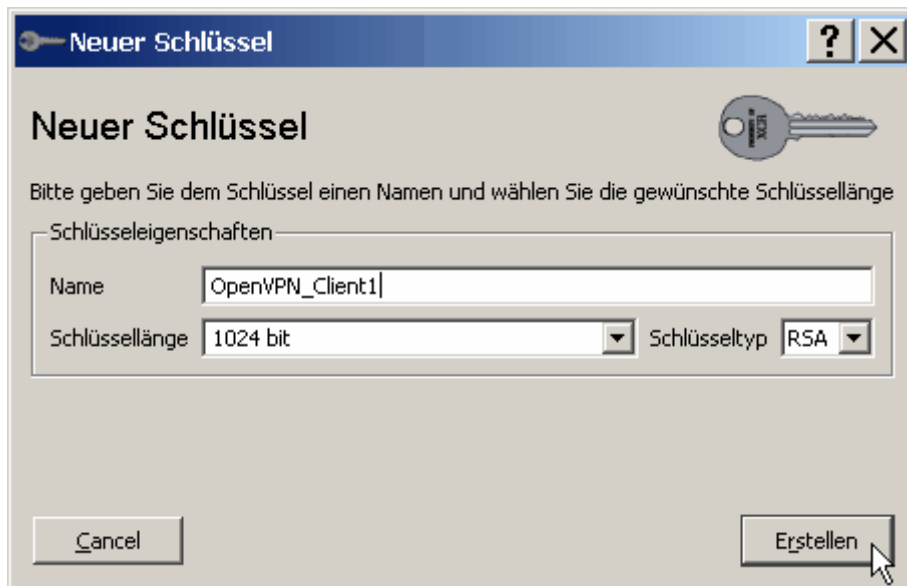 Neuer Schlüssel
Neuer Schlüssel
Bitte geben Sie dem Schlüssel einen Namen und wählen Sie die gewünschte Schlüssellänge
Schlüsseleigenschaften
Name OpenVPN_Client1
Schlüssellänge 1024 bit Schlüsseltyp RSA
Cancel Erstellen